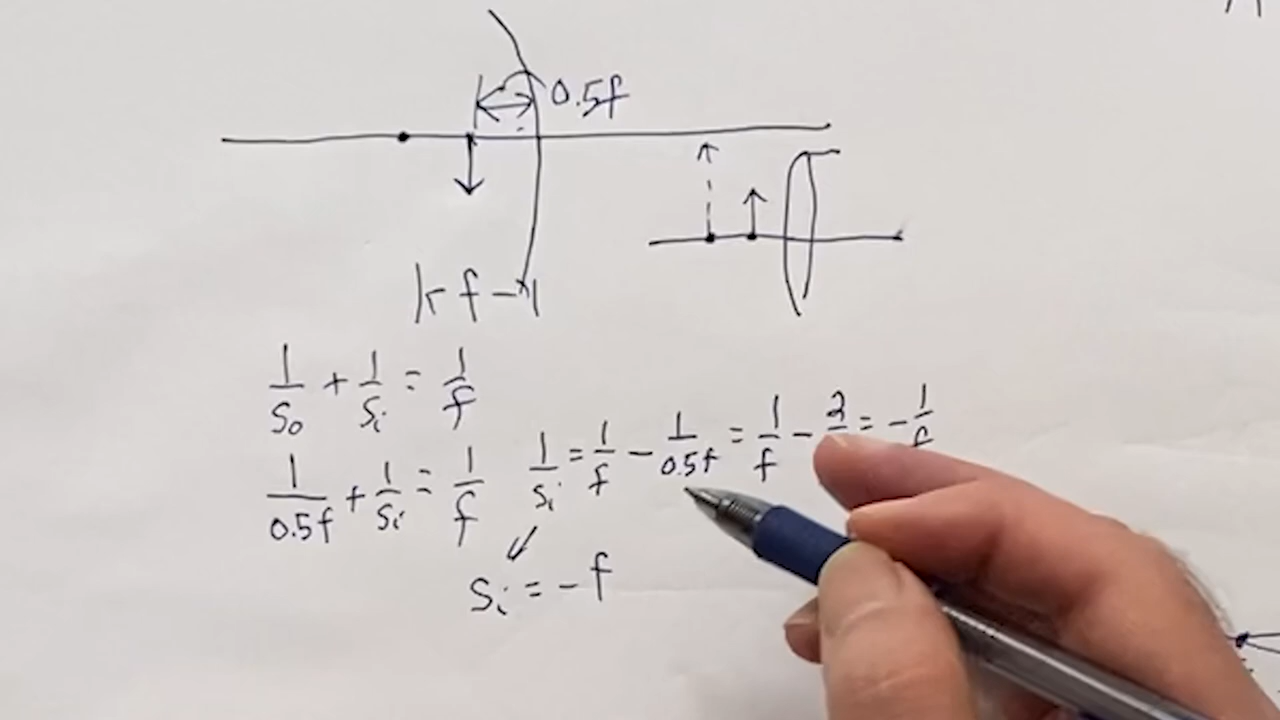 0.5f
1/So + 1/Si = 1/f
1/Si = 1/f - 1/0.5f = 1/f - 2/ = - 1/f
1/0.5f + 1/Si = 1/f
Si = -f